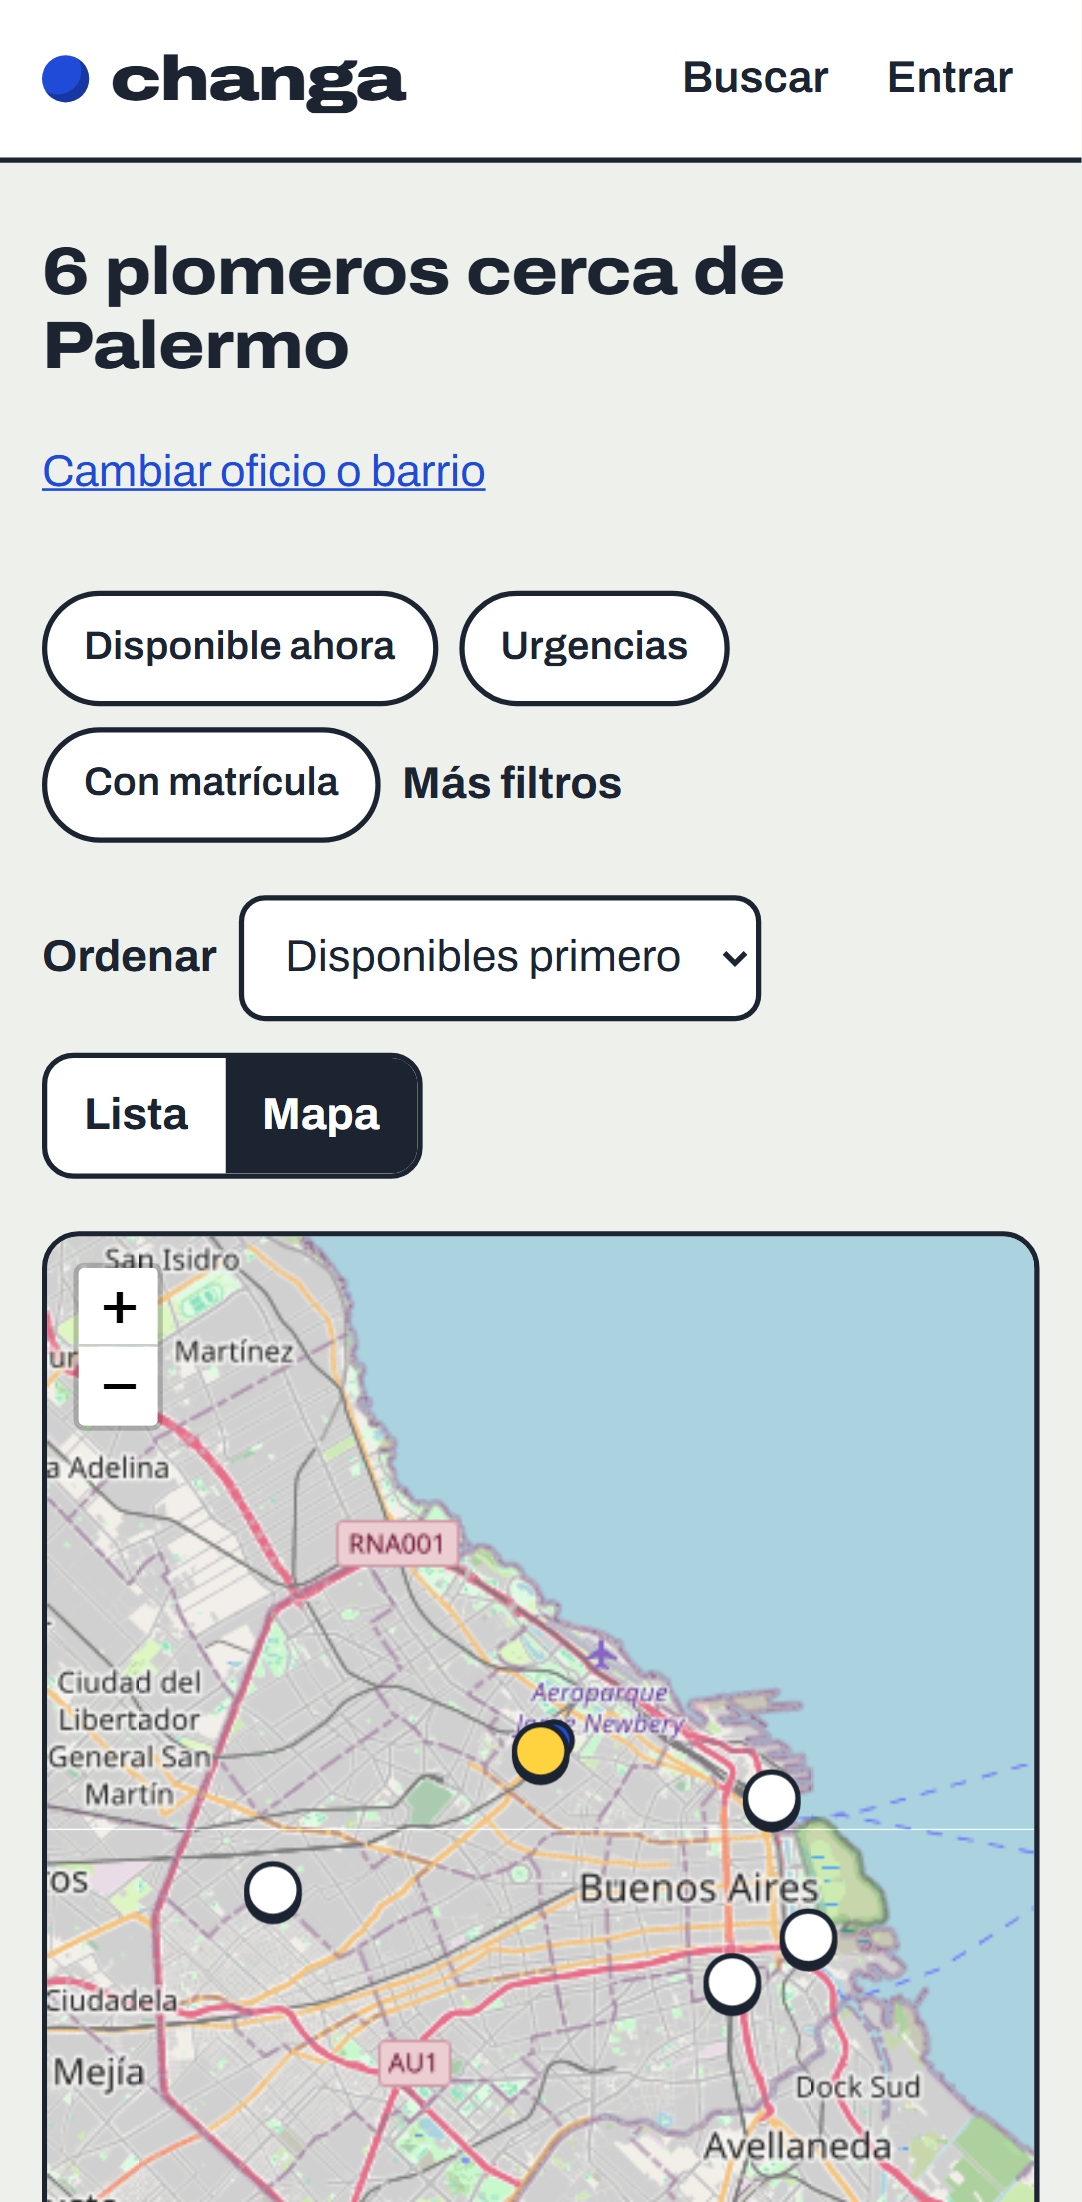 changa
Buscar
Entrar
6 plomeros cerca de
Palermo
Cambiar oficio o barrio
Disponible ahora
Urgencias
Con matrícula
Más filtros
Ordenar
Disponibles primero
Lista
Mapa
San Isidro
+
Martínez
−
a Adelina
RNA001
Ciudad del
Libertador
General San
Martín
Aeroparque
Newbery
Buenos Aires
Ciudadela
AU1
Mejía
Dock Sud
Avellaneda